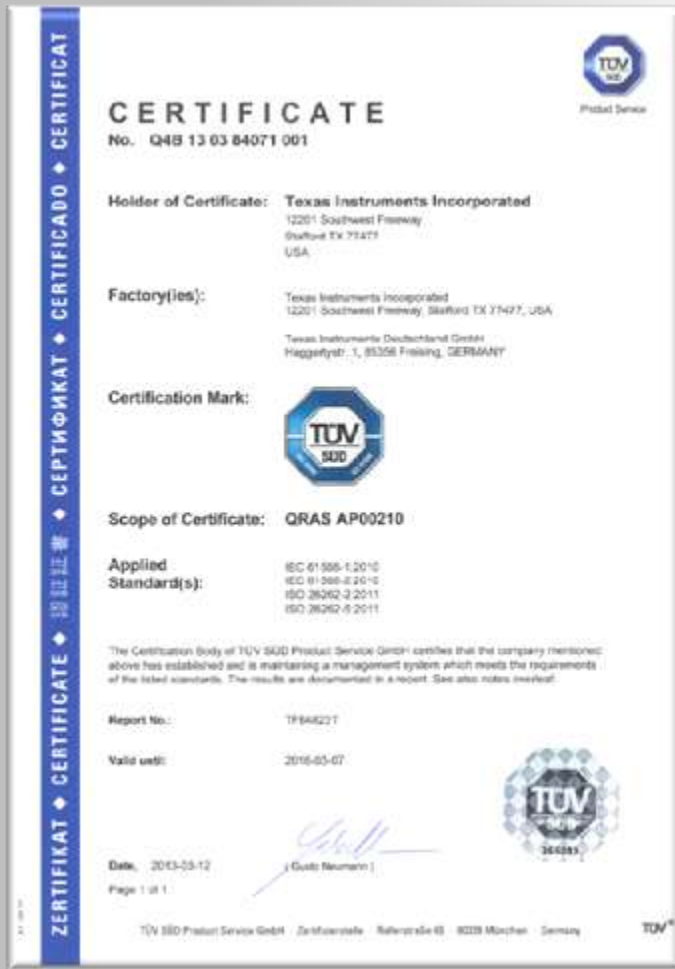 ZERTIFIKAT ◆ CERTIFICATE ◆ 認 証 証 書 ◆ СЕРТИФИКАТ ◆ CERTIFICADO ◆ CERTIFICAT
TÜV
SÜD
Product Service
CERTIFICATE
No. Q4B 13 03 84071 001
Holder of Certificate: Texas Instruments Incorporated
12201 Southwest Freeway
Stafford TX 77477
USA
Factory(ies): Texas Instruments Incorporated
12201 Southwest Freeway, Stafford TX 77477, USA
Texas Instruments Deutschland GmbH
Haggertystr. 1, 85356 Freising, GERMANY
Certification Mark:
TÜV
SÜD
Scope of Certificate: QRAS AP00210
Applied
Standard(s):
IEC 61508-1:2010
IEC 61508-2:2010
ISO 26262-2:2011
ISO 26262-5:2011
The Certification Body of TÜV SÜD Product Service GmbH certifies that the company mentioned
above has established and is maintaining a management system which meets the requirements
of the listed standards. The results are documented in a report. See also notes overleaf.
Report No.:
Valid until: 2016-03-07
TÜV
SÜD
Date, 2013-03-12
( Guido Neumann )
Page 1 of 1
TÜV SÜD Product Service GmbH · Zertifizierstelle · Ridlerstraße 65 · 80339 München · Germany
TÜV®